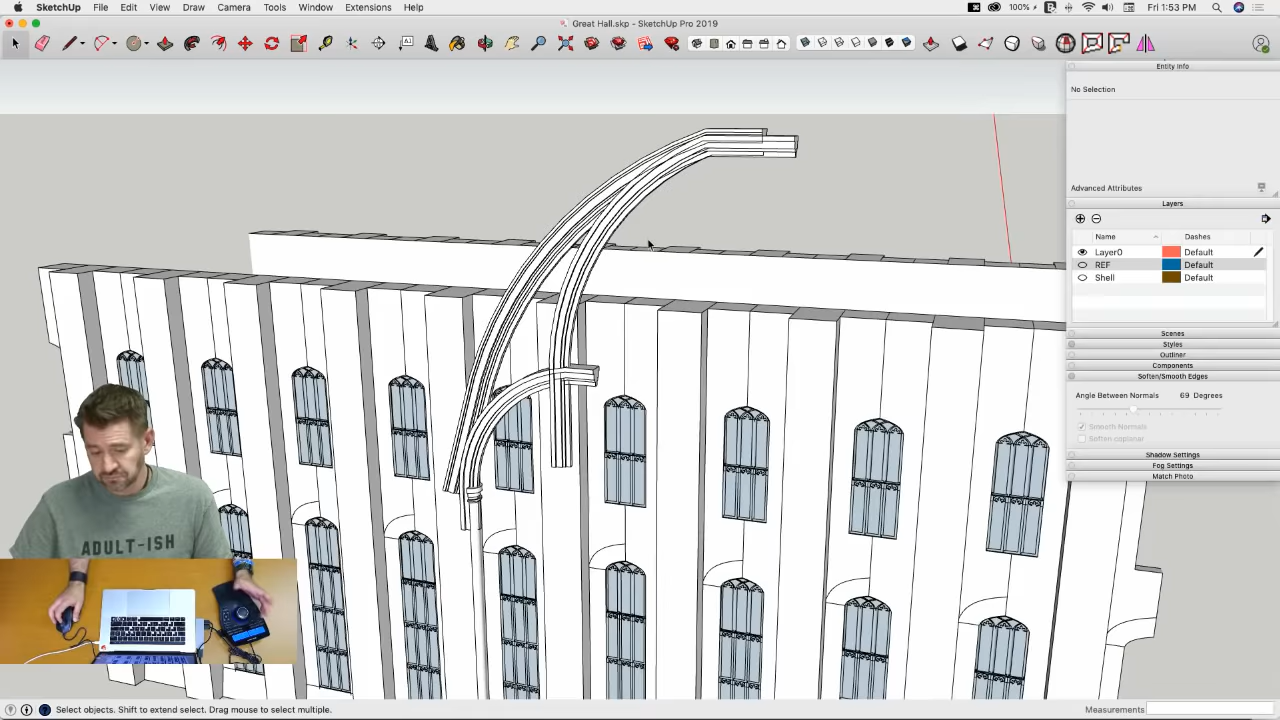 SketchUp File Edit View Draw Camera Tools Window Extensions Help
100% Fri 1:53 PM
Great Hall.skp - SketchUp Pro 2019
Entity Info
No Selection
Advanced Attributes
Layers
Name Dashes
Layer0 Default
REF Default
Shell Default
Scenes
Styles
Outliner
Components
Soften/Smooth Edges
Angle Between Normals 69 Degrees
Smooth Normals
Soften coplanar
Shadow Settings
Fog Settings
Match Photo
ADULT-ISH
Select objects. Shift to extend select. Drag mouse to select multiple.
Measurements